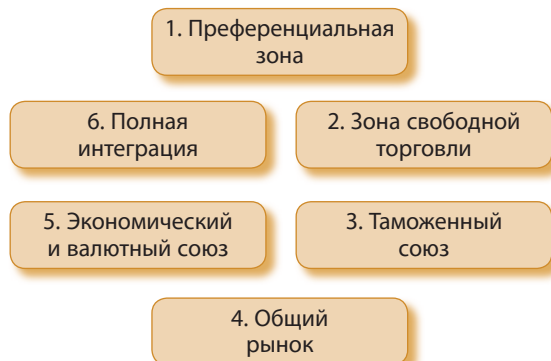 1. Преференциальная
зона
6. Полная
интеграция
2. Зона свободной
торговли
5. Экономический
и валютный союз
3. Таможенный
союз
4. Общий
рынок